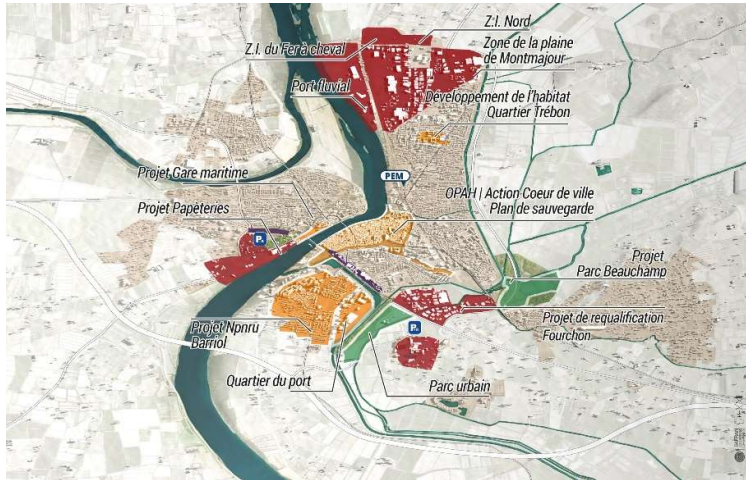 Z.I. Nord
Z.I. du Fer à cheval
Zone de la plaine
de Montmajour
Port fluvial
Développement de l'habitat
Quartier Trébon
Projet Gare maritime
PEM
OPAH | Action Coeur de ville
Plan de sauvegarde
Projet Papèteries
P.
Projet
Parc Beauchamp
Projet Npnru
Barriol
P.
Projet de requalification
Fourchon
Quartier du port
Parc urbain